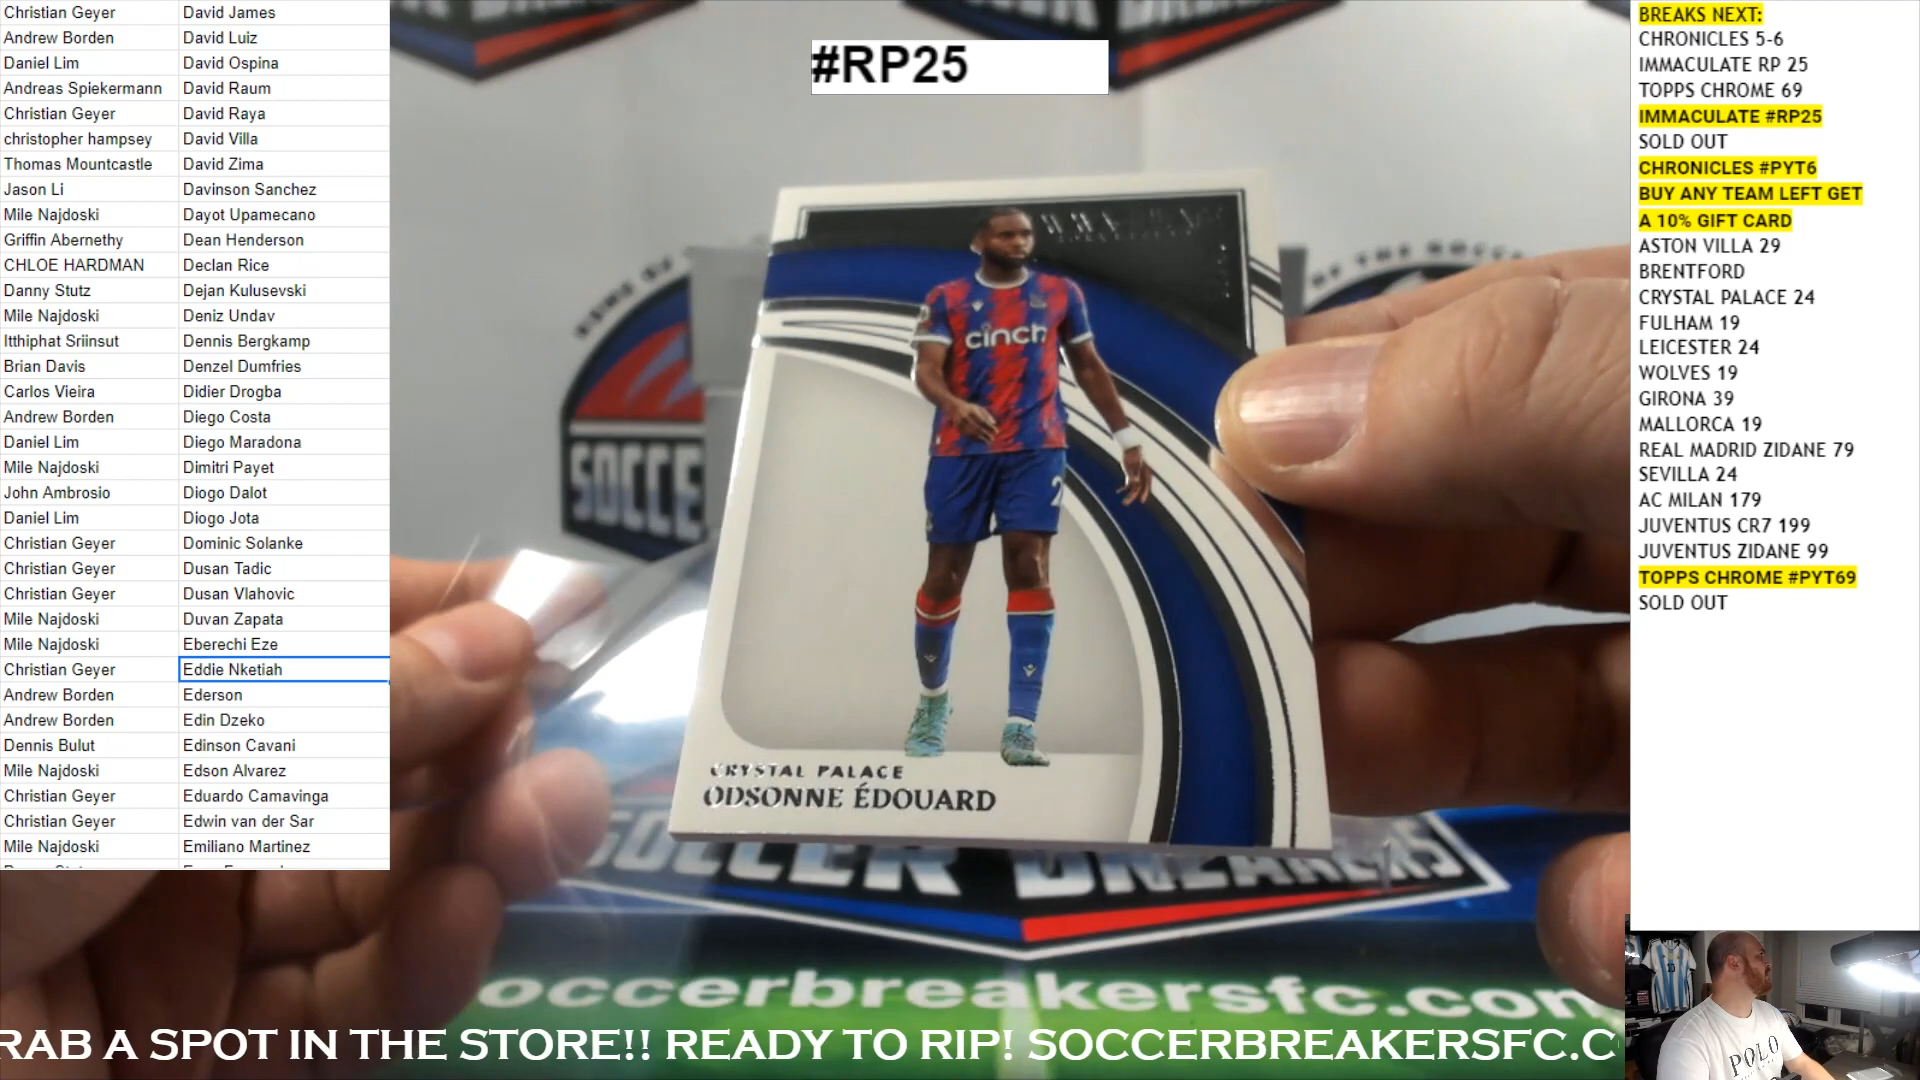 Christian Geyer David James
Andrew Borden David Luiz
Daniel Lim David Ospina
Andreas Spiekermann David Raum
Christian Geyer David Raya
christopher hampsey David Villa
Thomas Mountcastle David Zima
Jason Li Davinson Sanchez
Mile Najdoski Dayot Upamecano
Griffin Abernethy Dean Henderson
CHLOE HARDMAN Declan Rice
Danny Stutz Dejan Kulusevski
Mile Najdoski Deniz Undav
Itthiphat Sriinsut Dennis Bergkamp
Brian Davis Denzel Dumfries
Carlos Vieira Didier Drogba
Andrew Borden Diego Costa
Daniel Lim Diego Maradona
Mile Najdoski Dimitri Payet
John Ambrosio Diogo Dalot
Daniel Lim Diogo Jota
Christian Geyer Dominic Solanke
Christian Geyer Dusan Tadic
Christian Geyer Dusan Vlahovic
Mile Najdoski Duvan Zapata
Mile Najdoski Eberechi Eze
Christian Geyer Eddie Nketiah
Andrew Borden Ederson
Andrew Borden Edin Dzeko
Dennis Bulut Edinson Cavani
Mile Najdoski Edson Alvarez
Christian Geyer Eduardo Camavinga
Christian Geyer Edwin van der Sar
Mile Najdoski Emiliano Martinez
#RP25
cinch
CRYSTAL PALACE
ODSONNE ÉDOUARD
SOCCE
SOCCER BREAKERS
occerbreakersfc.com
RAB A SPOT IN THE STORE!! READY TO RIP! SOCCERBREAKERSFC.C
BREAKS NEXT:
CHRONICLES 5-6
IMMACULATE RP 25
TOPPS CHROME 69
IMMACULATE #RP25
SOLD OUT
CHRONICLES #PYT6
BUY ANY TEAM LEFT GET
A 10% GIFT CARD
ASTON VILLA 29
BRENTFORD
CRYSTAL PALACE 24
FULHAM 19
LEICESTER 24
WOLVES 19
GIRONA 39
MALLORCA 19
REAL MADRID ZIDANE 79
SEVILLA 24
AC MILAN 179
JUVENTUS CR7 199
JUVENTUS ZIDANE 99
TOPPS CHROME #PYT69
SOLD OUT
10
POLO